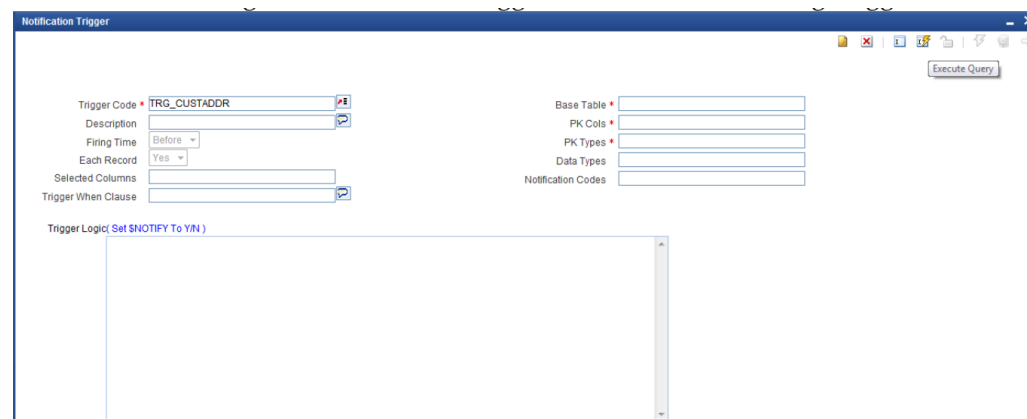 Notification Trigger
Execute Query
Trigger Code * TRG_CUSTADDR
Description
Firing Time Before
Each Record Yes
Selected Columns
Trigger When Clause
Base Table *
PK Cols *
PK Types *
Data Types
Notification Codes
Trigger Logic( Set $NOTIFY To Y/N )